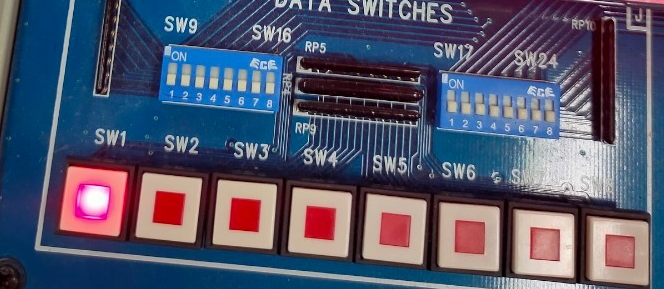 DATA SWITCHES
J
RP10
SW9
SW16
RP5
SW17
SW24
ON
ECE
1 2 3 4 5 6 7 8
ON
ECE
1 2 3 4 5 6 7 8
RP9
SW1
SW2
SW3
SW4
SW5
SW6